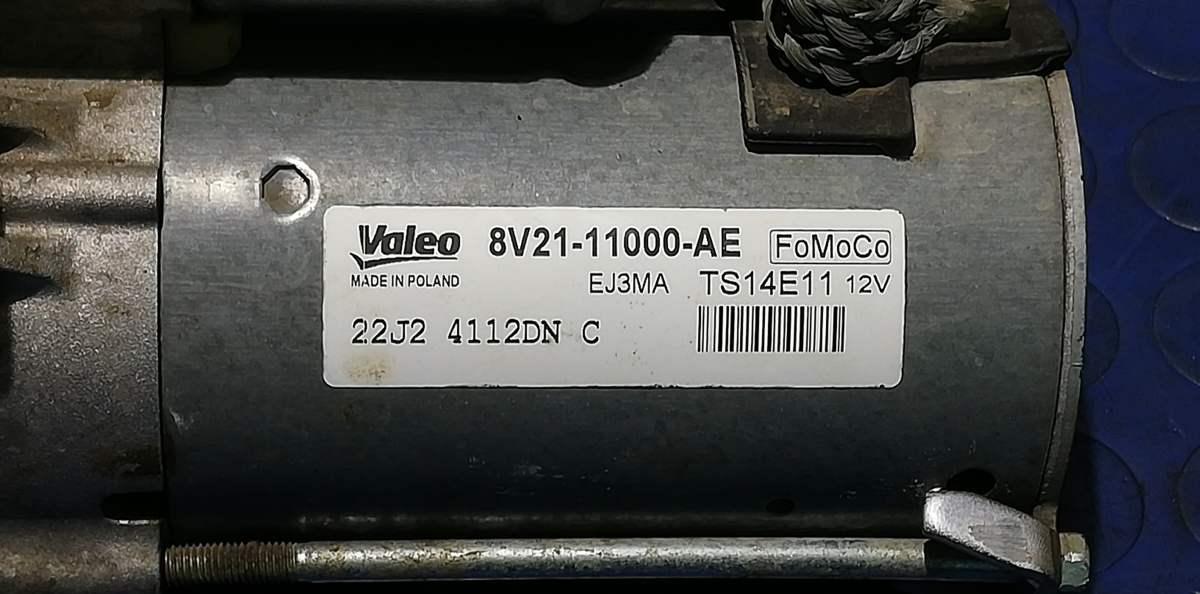 Valeo 8V21-11000-AE FoMoCo
MADE IN POLAND EJ3MA TS14E11 12V
22J2 4112DN C